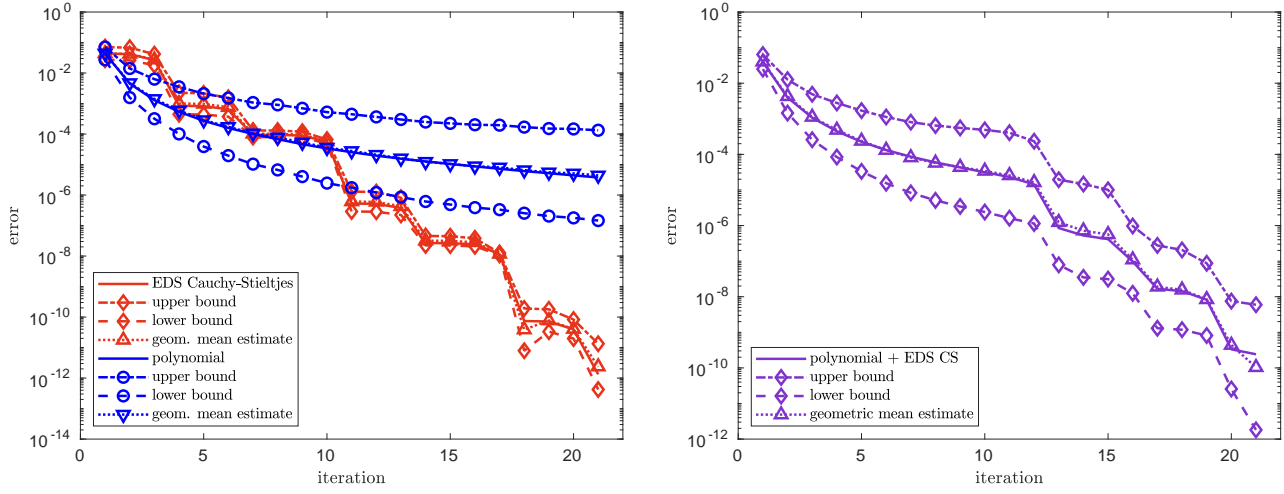 10^0
10^-2
10^-4
10^-6
10^-8
10^-10
10^-12
10^-14
error
0 5 10 15 20
iteration
EDS Cauchy–Stieltjes
upper bound
lower bound
geom. mean estimate
polynomial
upper bound
lower bound
geom. mean estimate
10^0
10^-2
10^-4
10^-6
10^-8
10^-10
10^-12
error
0 5 10 15 20
iteration
polynomial + EDS CS
upper bound
lower bound
geometric mean estimate